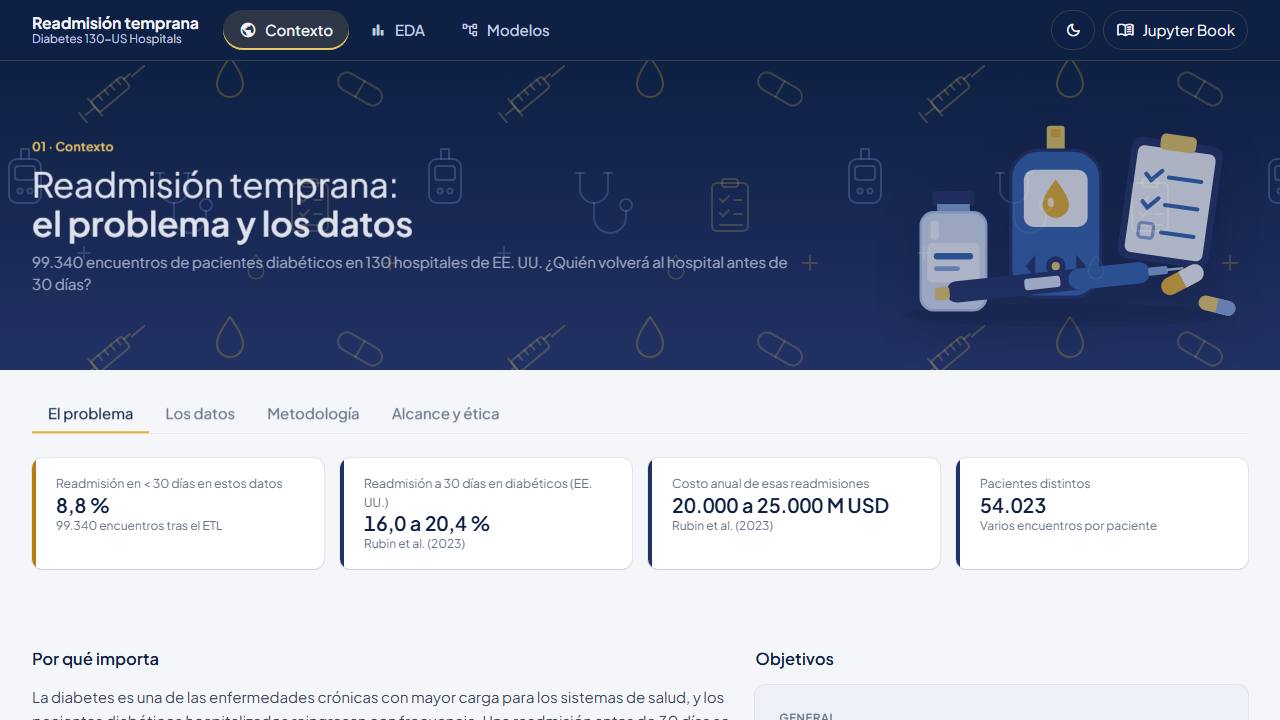 Readmisión temprana
Diabetes 130-US Hospitals
Contexto
EDA
Modelos
Jupyter Book
01 · Contexto
Readmisión temprana:
el problema y los datos
99.340 encuentros de pacientes diabéticos en 130 hospitales de EE. UU. ¿Quién volverá al hospital antes de
30 días?
El problema
Los datos
Metodología
Alcance y ética
Readmisión en < 30 días en estos datos
8,8 %
99.340 encuentros tras el ETL
Readmisión a 30 días en diabéticos (EE.
UU.)
16,0 a 20,4 %
Rubin et al. (2023)
Costo anual de esas readmisiones
20.000 a 25.000 M USD
Rubin et al. (2023)
Pacientes distintos
54.023
Varios encuentros por paciente
Por qué importa
La diabetes es una de las enfermedades crónicas con mayor carga para los sistemas de salud, y los
Objetivos
GENERAL